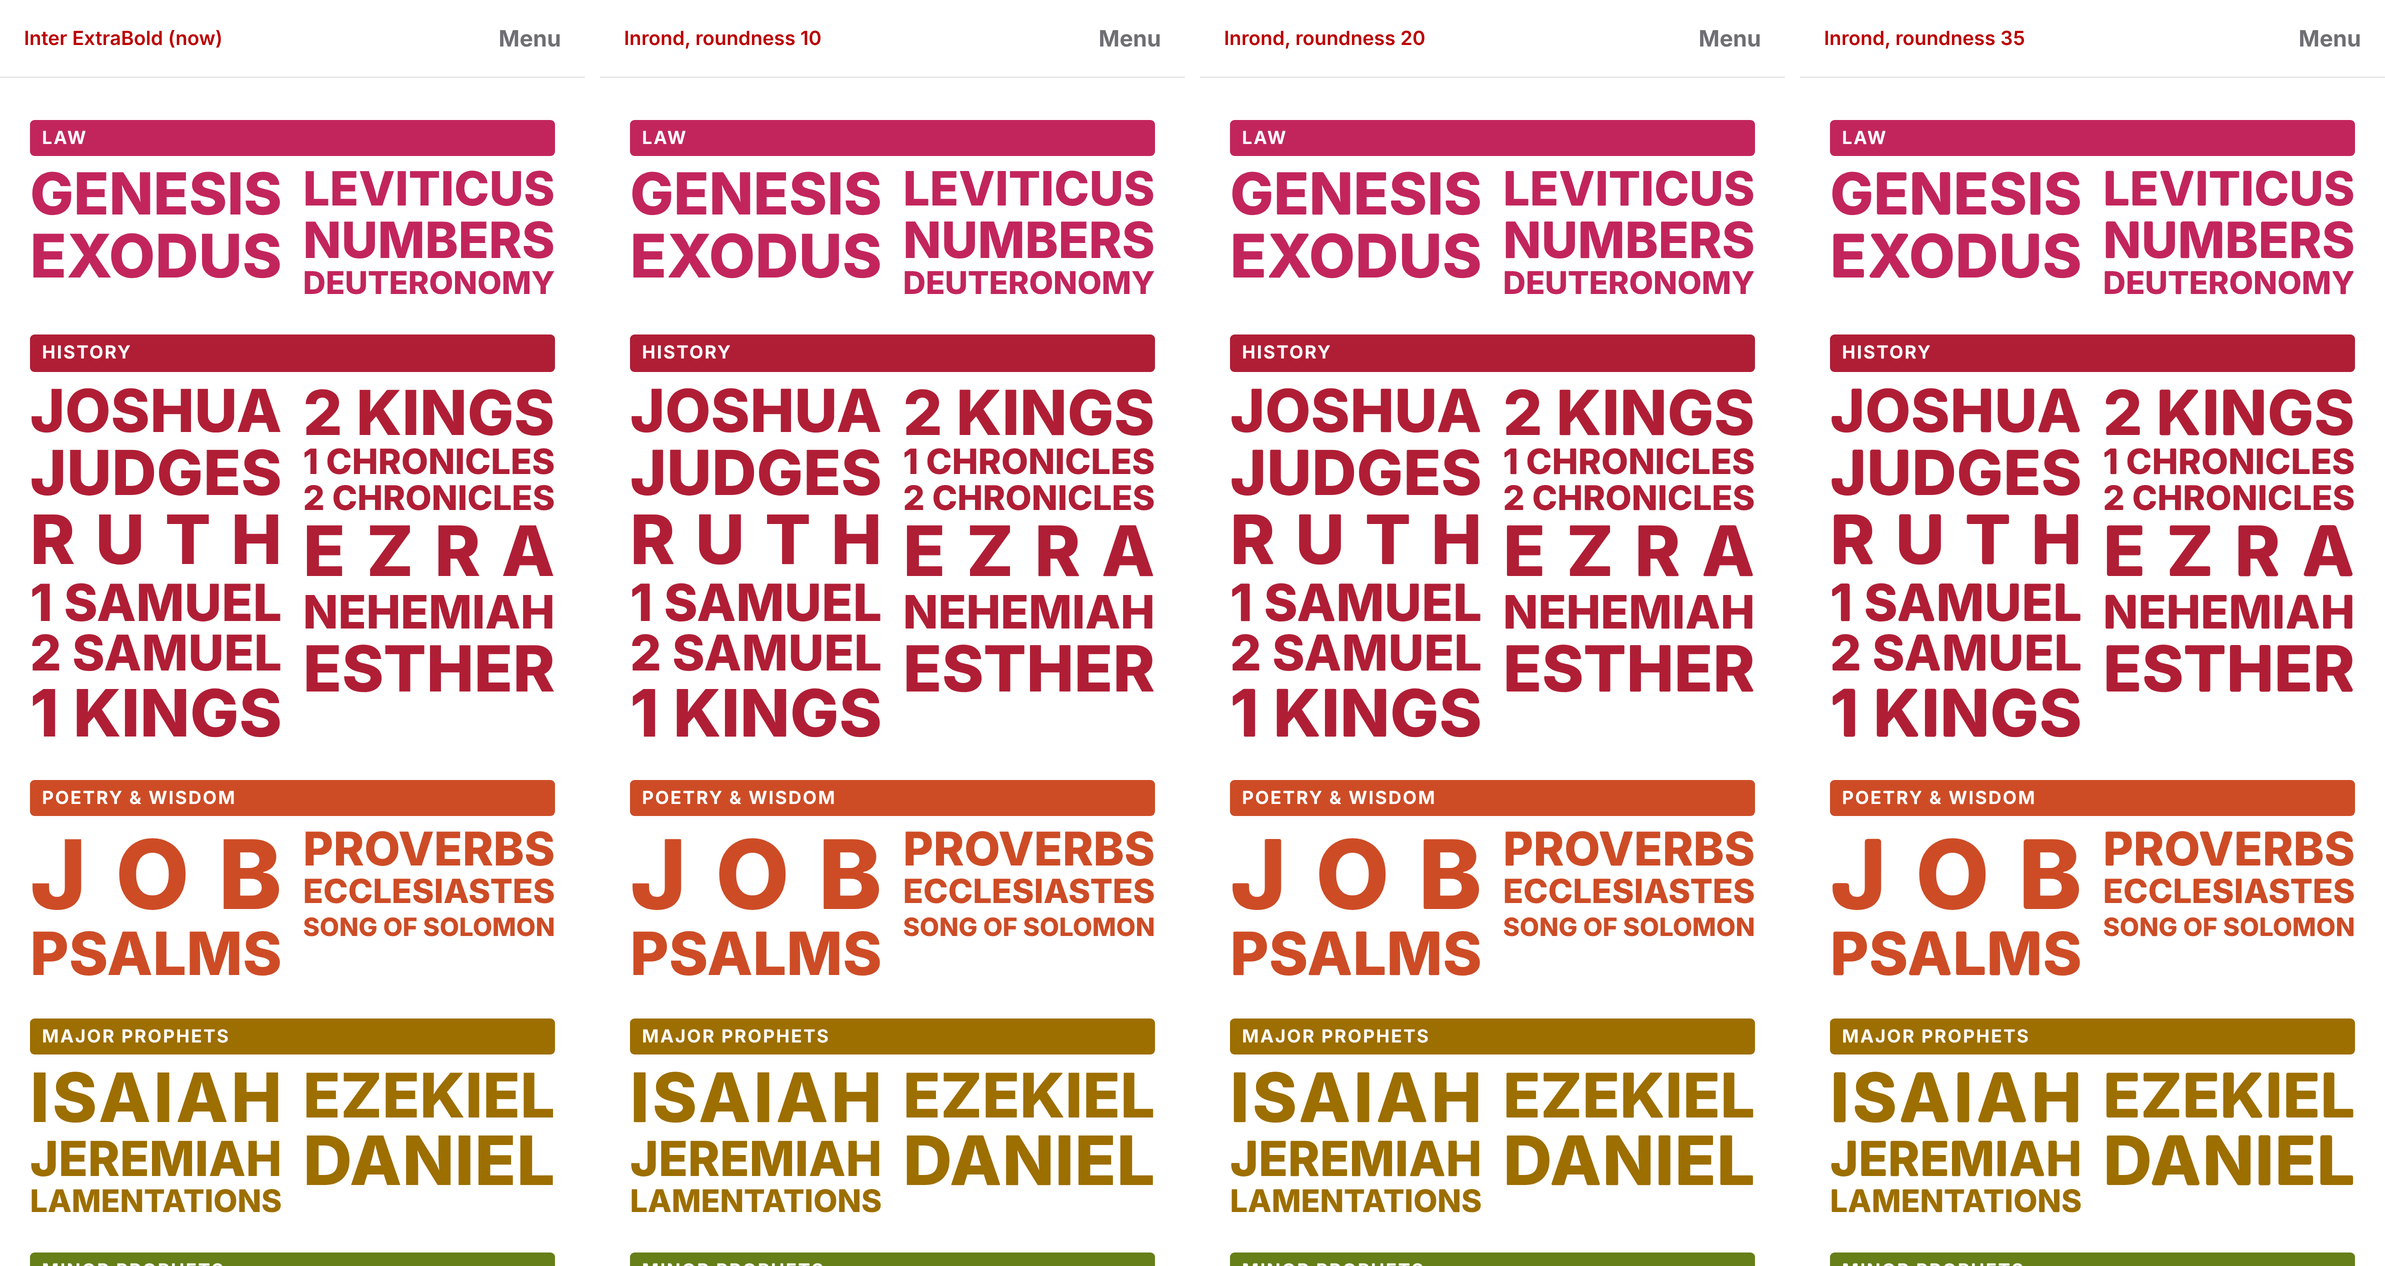 Inter ExtraBold (now)
Menu
LAW
GENESIS
EXODUS
LEVITICUS
NUMBERS
DEUTERONOMY
HISTORY
JOSHUA
JUDGES
RUTH
1 SAMUEL
2 SAMUEL
1 KINGS
2 KINGS
1 CHRONICLES
2 CHRONICLES
EZRA
NEHEMIAH
ESTHER
POETRY & WISDOM
JOB
PSALMS
PROVERBS
ECCLESIASTES
SONG OF SOLOMON
MAJOR PROPHETS
ISAIAH
JEREMIAH
LAMENTATIONS
EZEKIEL
DANIEL
MINOR PROPHETS
Inrond, roundness 10
Menu
LAW
GENESIS
EXODUS
LEVITICUS
NUMBERS
DEUTERONOMY
HISTORY
JOSHUA
JUDGES
RUTH
1 SAMUEL
2 SAMUEL
1 KINGS
2 KINGS
1 CHRONICLES
2 CHRONICLES
EZRA
NEHEMIAH
ESTHER
POETRY & WISDOM
JOB
PSALMS
PROVERBS
ECCLESIASTES
SONG OF SOLOMON
MAJOR PROPHETS
ISAIAH
JEREMIAH
LAMENTATIONS
EZEKIEL
DANIEL
MINOR PROPHETS
Inrond, roundness 20
Menu
LAW
GENESIS
EXODUS
LEVITICUS
NUMBERS
DEUTERONOMY
HISTORY
JOSHUA
JUDGES
RUTH
1 SAMUEL
2 SAMUEL
1 KINGS
2 KINGS
1 CHRONICLES
2 CHRONICLES
EZRA
NEHEMIAH
ESTHER
POETRY & WISDOM
JOB
PSALMS
PROVERBS
ECCLESIASTES
SONG OF SOLOMON
MAJOR PROPHETS
ISAIAH
JEREMIAH
LAMENTATIONS
EZEKIEL
DANIEL
MINOR PROPHETS
Inrond, roundness 35
Menu
LAW
GENESIS
EXODUS
LEVITICUS
NUMBERS
DEUTERONOMY
HISTORY
JOSHUA
JUDGES
RUTH
1 SAMUEL
2 SAMUEL
1 KINGS
2 KINGS
1 CHRONICLES
2 CHRONICLES
EZRA
NEHEMIAH
ESTHER
POETRY & WISDOM
JOB
PSALMS
PROVERBS
ECCLESIASTES
SONG OF SOLOMON
MAJOR PROPHETS
ISAIAH
JEREMIAH
LAMENTATIONS
EZEKIEL
DANIEL
MINOR PROPHETS